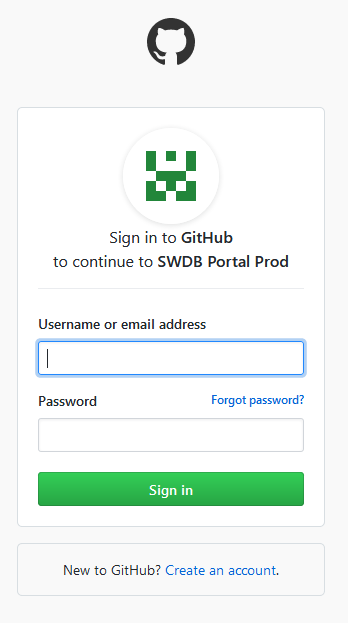 Sign in to GitHub
to continue to SWDB Portal Prod
Username or email address
Password
Forgot password?
Sign in
New to GitHub? Create an account.